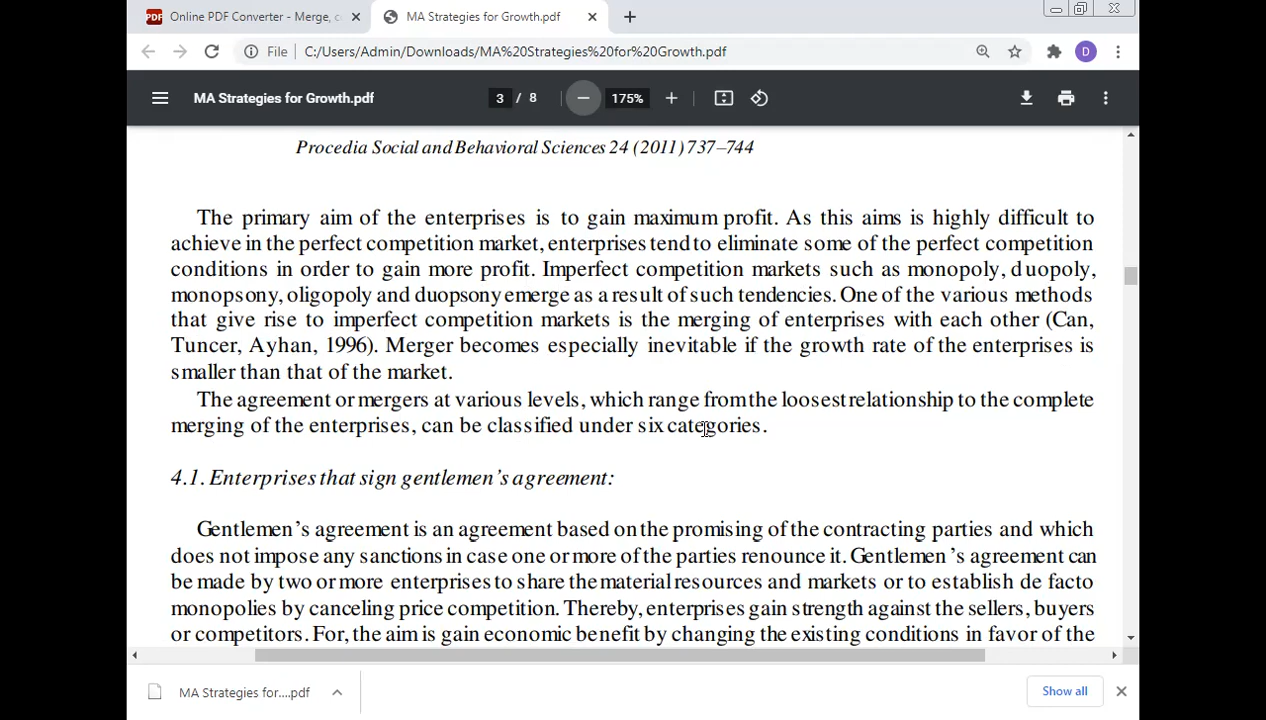 Online PDF Converter - Merge, c
MA Strategies for Growth.pdf
File
C:/Users/Admin/Downloads/MA%20Strategies%20for%20Growth.pdf
D
MA Strategies for Growth.pdf
3 / 8
175%
Procedia Social and Behavioral Sciences 24 (2011) 737–744
The primary aim of the enterprises is to gain maximum profit. As this aims is highly difficult to
achieve in the perfect competition market, enterprises tend to eliminate some of the perfect competition
conditions in order to gain more profit. Imperfect competition markets such as monopoly, duopoly,
monopsony, oligopoly and duopsony emerge as a result of such tendencies. One of the various methods
that give rise to imperfect competition markets is the merging of enterprises with each other (Can,
Tuncer, Ayhan, 1996). Merger becomes especially inevitable if the growth rate of the enterprises is
smaller than that of the market.
The agreement or mergers at various levels, which range from the loosest relationship to the complete
merging of the enterprises, can be classified under six categories.
4.1. Enterprises that sign gentlemen's agreement:
Gentlemen's agreement is an agreement based on the promising of the contracting parties and which
does not impose any sanctions in case one or more of the parties renounce it. Gentlemen 's agreement can
be made by two or more enterprises to share the material resources and markets or to establish de facto
monopolies by canceling price competition. Thereby, enterprises gain strength against the sellers, buyers
or competitors. For, the aim is gain economic benefit by changing the existing conditions in favor of the
MA Strategies for....pdf
Show all